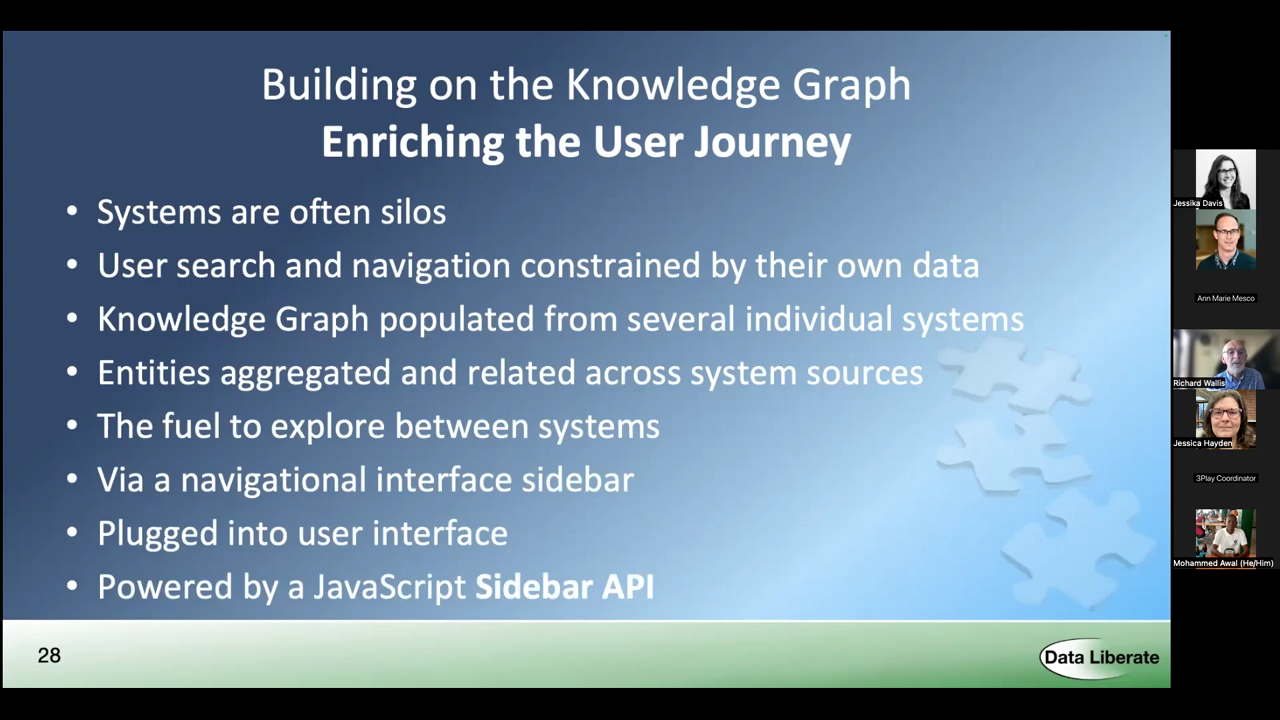 Building on the Knowledge Graph
Enriching the User Journey
• Systems are often silos
• User search and navigation constrained by their own data
• Knowledge Graph populated from several individual systems
• Entities aggregated and related across system sources
• The fuel to explore between systems
• Via a navigational interface sidebar
• Plugged into user interface
• Powered by a JavaScript Sidebar API
28
Data Liberate
Jessika Davis
Ann Marie Mesco
Richard Wallis
Jessica Hayden
3Play Coordinator
Mohammed Awal (He/Him)